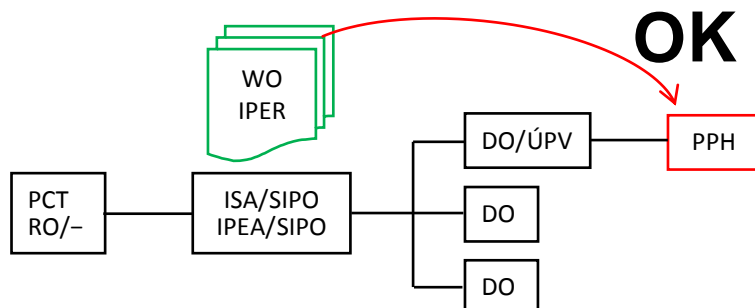 OK
WO
IPER
DO/ÚPV
PPH
PCT
RO/–
ISA/SIPO
IPEA/SIPO
DO
DO